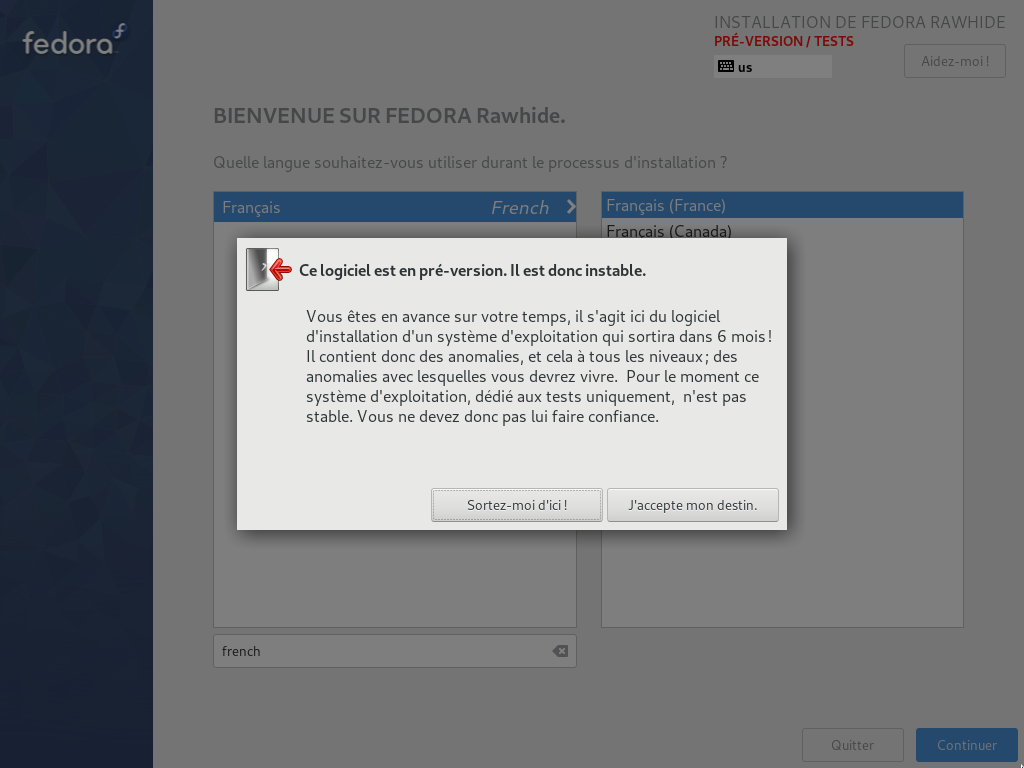 fedora
INSTALLATION DE FEDORA RAWHIDE
PRÉ-VERSION / TESTS
us
Aidez-moi !
BIENVENUE SUR FEDORA Rawhide.
Quelle langue souhaitez-vous utiliser durant le processus d'installation ?
Français French
Français (France)
Français (Canada)
Ce logiciel est en pré-version. Il est donc instable.
Vous êtes en avance sur votre temps, il s'agit ici du logiciel
d'installation d'un système d'exploitation qui sortira dans 6 mois !
Il contient donc des anomalies, et cela à tous les niveaux ; des
anomalies avec lesquelles vous devrez vivre.  Pour le moment ce
système d'exploitation, dédié aux tests uniquement,  n'est pas
stable. Vous ne devez donc pas lui faire confiance.
Sortez-moi d'ici !
J'accepte mon destin.
french
Quitter
Continuer